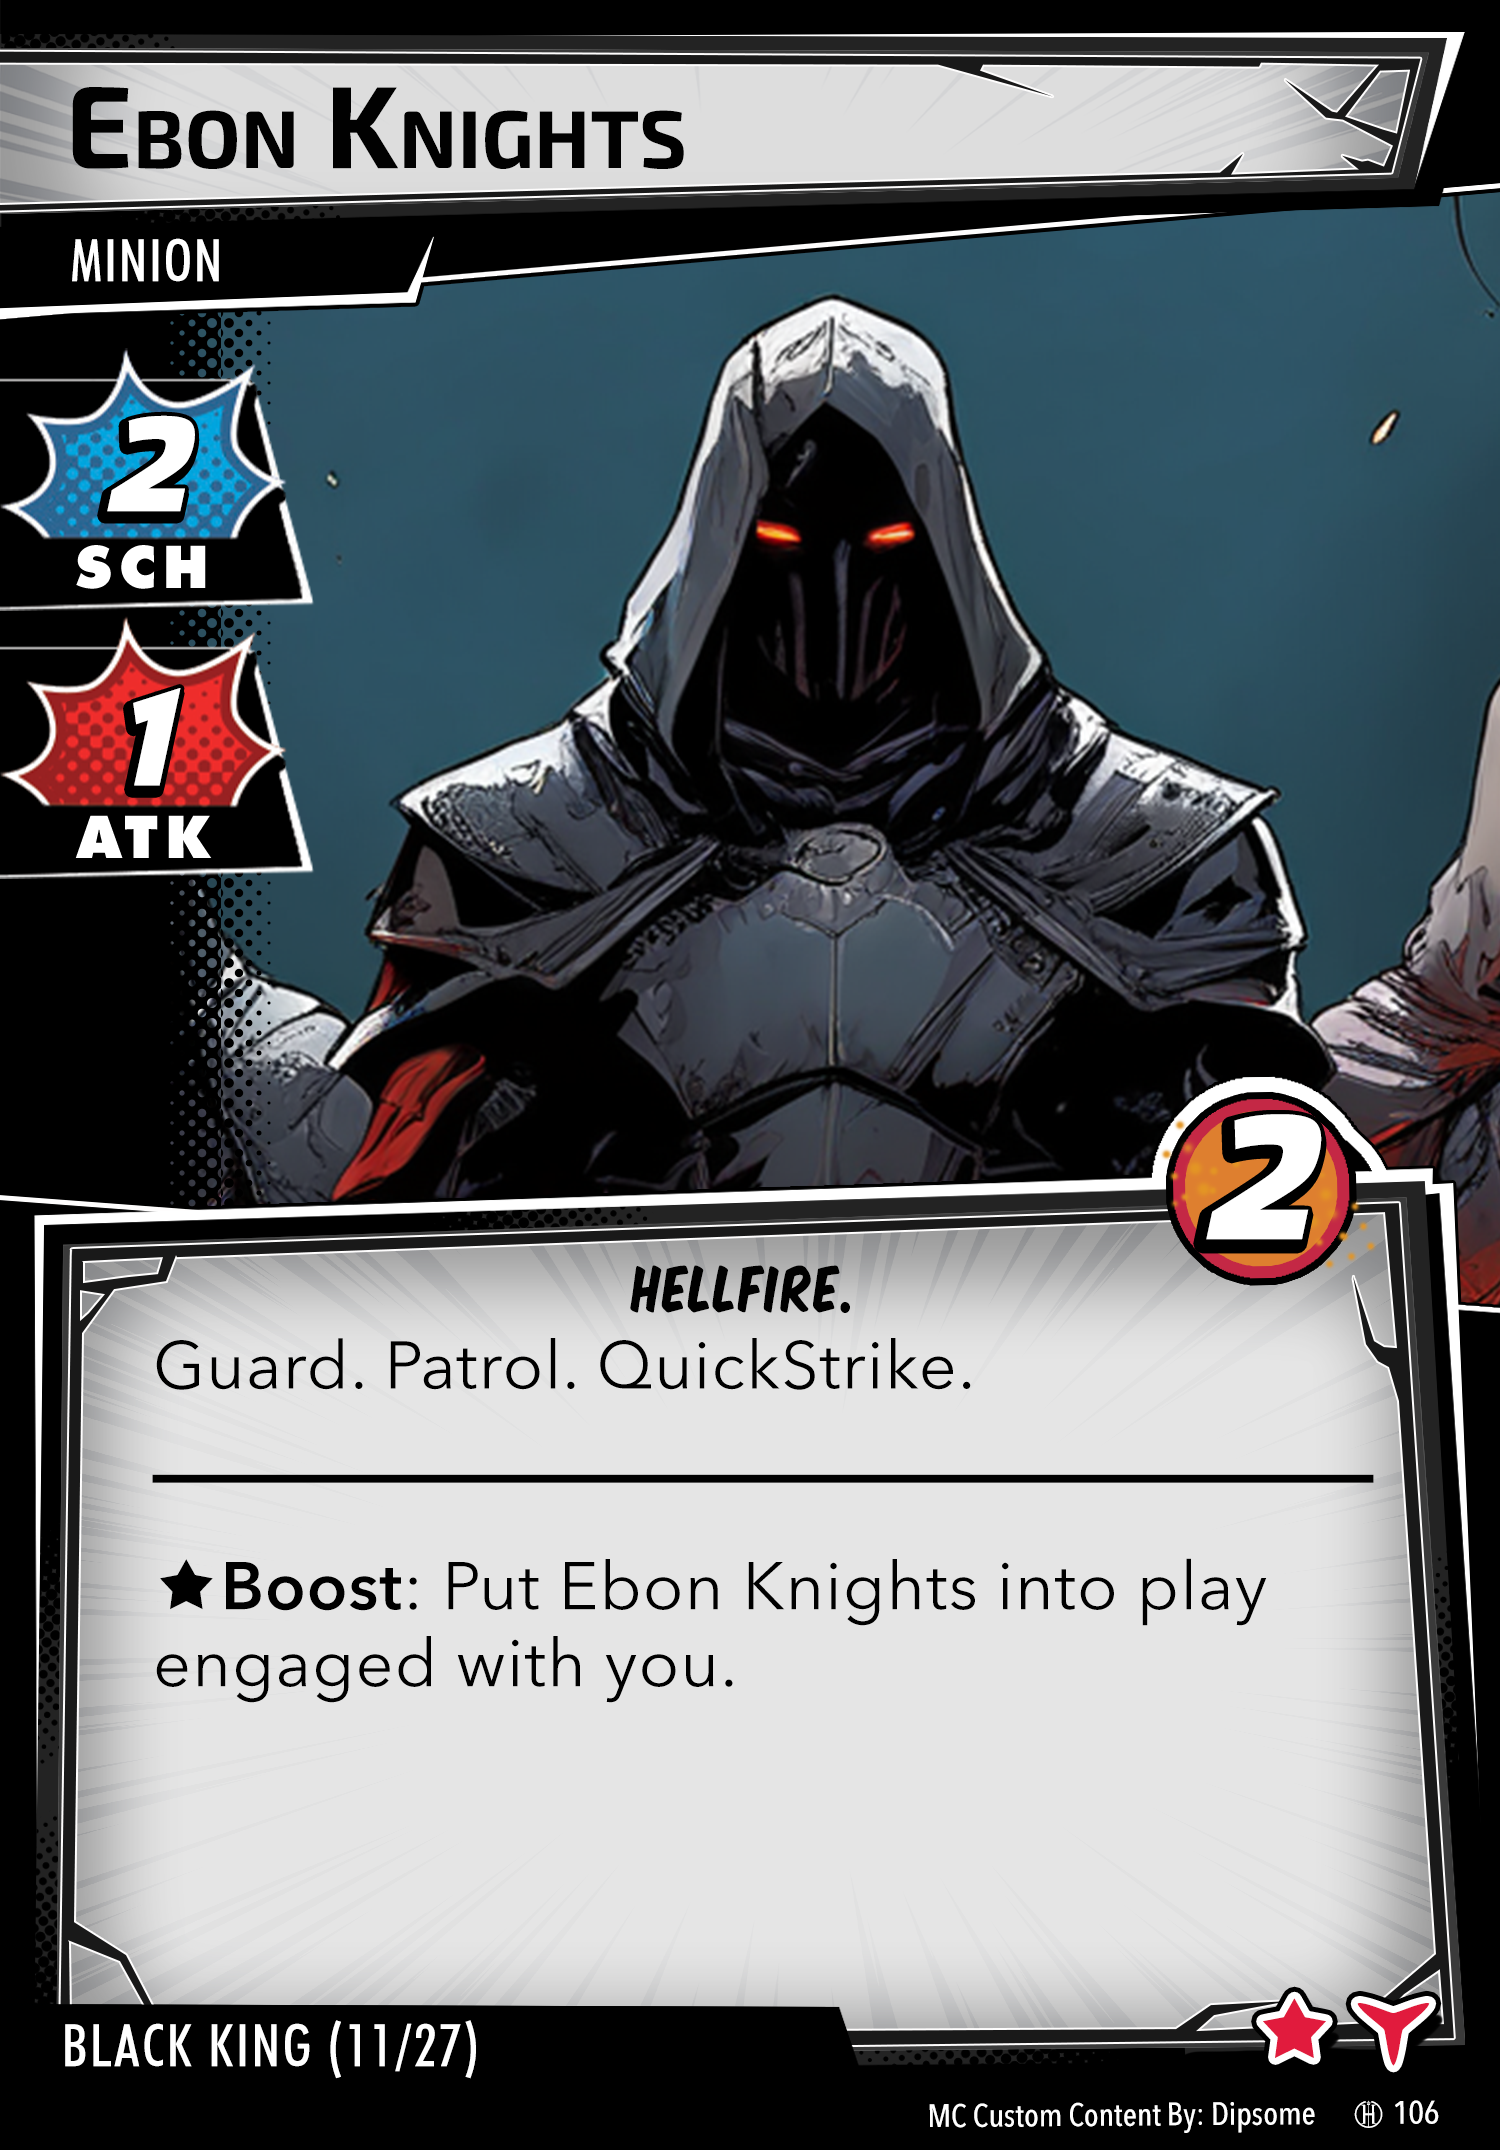 Ebon Knights
MINION
2
SCH
1
ATK
2
HELLFIRE.
Guard. Patrol. QuickStrike.
★Boost: Put Ebon Knights into play
engaged with you.
BLACK KING (11/27)
MC Custom Content By: Dipsome 106